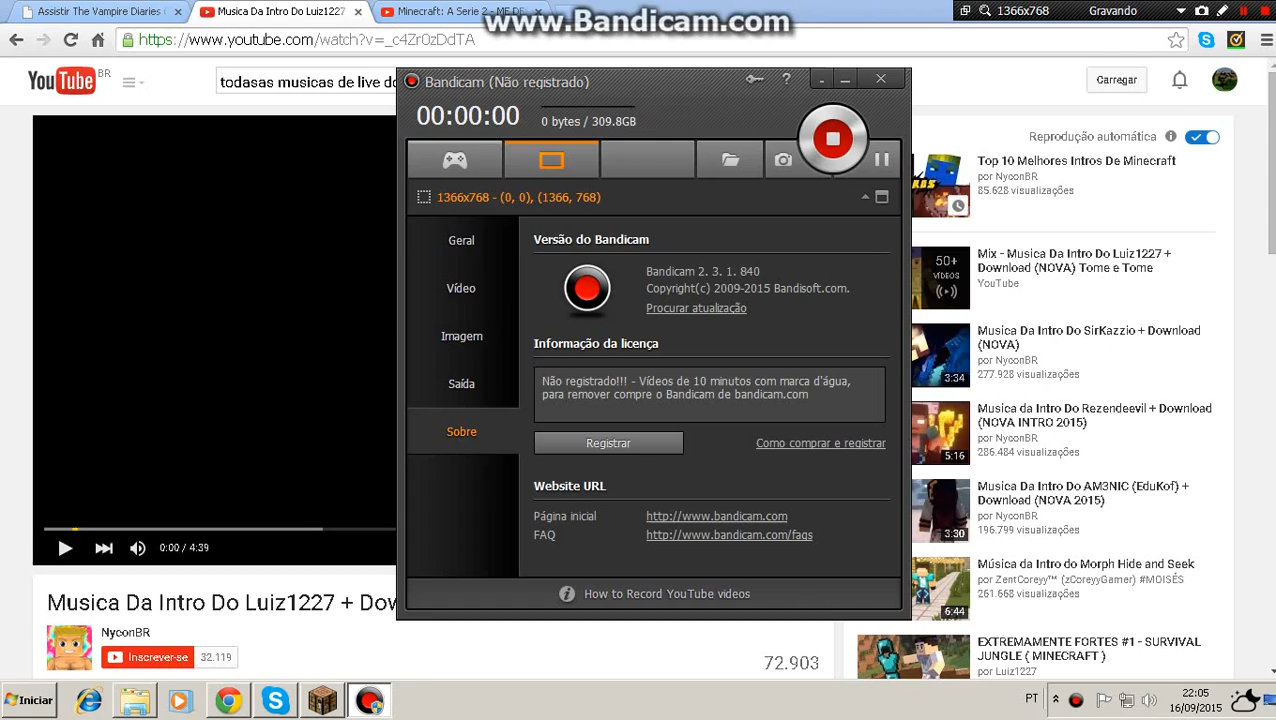 Assistir The Vampire Diaries
Musica Da Intro Do Luiz1227
Minecraft: A Serie 2 -
www.Bandicam.com
1366x768
Gravando
https://www.youtube.com/watch?v=_c4Zr0zDdTA
YouTube BR
todasas musicas de live do
Carregar
Bandicam (Não registrado)
00:00:00
0 bytes / 309.8GB
1366x768 - (0, 0), (1366, 768)
Geral
Vídeo
Imagem
Saída
Sobre
Versão do Bandicam
Bandicam 2. 3. 1. 840
Copyright(c) 2009-2015 Bandisoft.com.
Procurar atualização
Informação da licença
Não registrado!!! - Vídeos de 10 minutos com marca d'água,
para remover compre o Bandicam de bandicam.com
Registrar
Como comprar e registrar
Website URL
Página inicial
http://www.bandicam.com
FAQ
http://www.bandicam.com/faqs
How to Record YouTube videos
0:00 / 4:39
Musica Da Intro Do Luiz1227 + Dow
NyconBR
Inscrever-se
32.119
72.903
Reprodução automática
Top 10 Melhores Intros De Minecraft
por NyconBR
85.628 visualizações
50+
VÍDEOS
Mix - Musica Da Intro Do Luiz1227 +
Download (NOVA) Tome e Tome
YouTube
3:34
Musica Da Intro Do SirKazzio + Download
(NOVA)
por NyconBR
277.928 visualizações
5:16
Musica da Intro Do Rezendeevil + Download
(NOVA INTRO 2015)
por NyconBR
286.484 visualizações
3:30
Musica Da Intro Do AM3NIC (EduKof) +
Download (NOVA 2015)
por NyconBR
196.799 visualizações
6:44
Música da Intro do Morph Hide and Seek
por ZentCoreyy™ (zCoreyyGamer) #MOISÉS
261.668 visualizações
EXTREMAMENTE FORTES #1 - SURVIVAL
JUNGLE ( MINECRAFT )
por Luiz1227
Iniciar
PT
22:05
16/09/2015